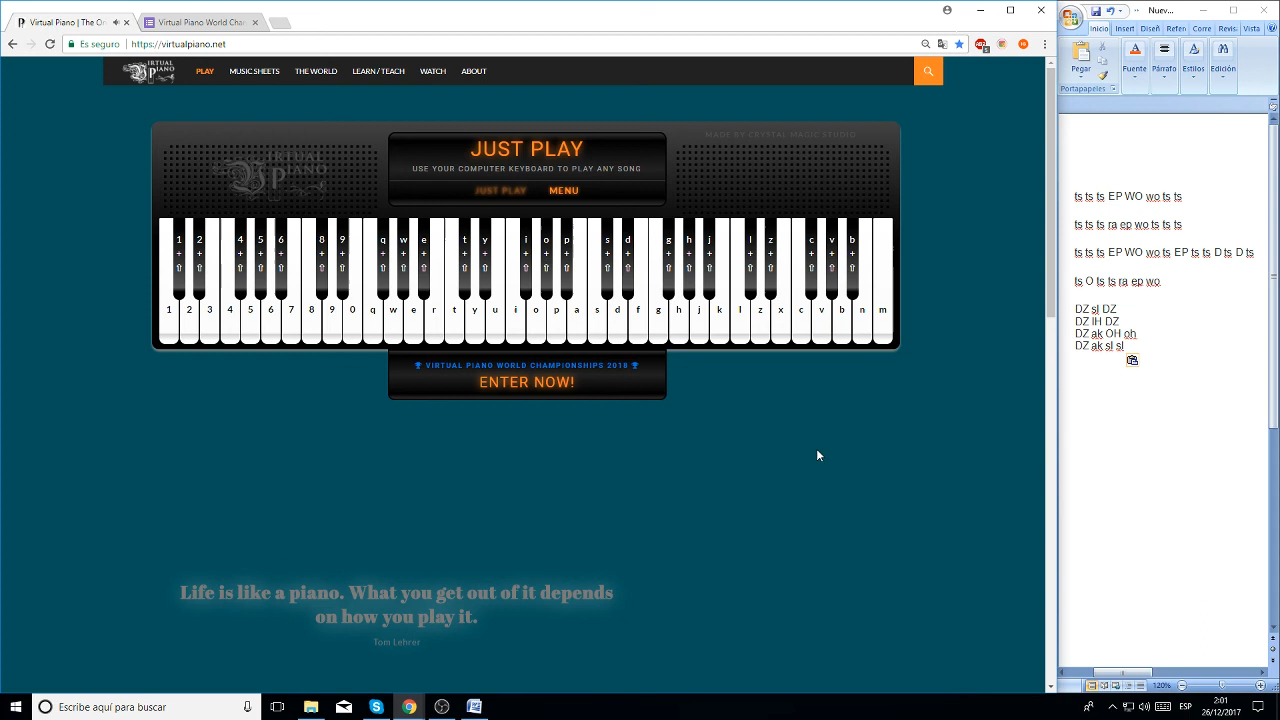 Virtual Piano | The On
Virtual Piano World Cha
Es seguro
https://virtualpiano.net
VIRTUAL PIANO
PLAY
MUSIC SHEETS
THE WORLD
PLAY TEACH
WATCH
ABOUT
JUST PLAY
USE YOUR COMPUTER KEYBOARD TO PLAY ANY SONG
JUST PLAY MENU
MADE BY CRYSTAL MAGIC STUDIO
VIRTUAL PIANO
1 2 4 5 6 8 9 q w e t y i o p s d g h j l z c v b
+ + + + + + + + + + + + + + + + + + + + + + + + +
⇧ ⇧ ⇧ ⇧ ⇧ ⇧ ⇧ ⇧ ⇧ ⇧ ⇧ ⇧ ⇧ ⇧ ⇧ ⇧ ⇧ ⇧ ⇧ ⇧ ⇧ ⇧ ⇧ ⇧ ⇧
1 2 3 4 5 6 7 8 9 0 q w e r t y u i o p a s d f g h j k l z x c v b n m
VIRTUAL PIANO WORLD CHAMPIONSHIPS 2018
ENTER NOW!
Life is like a piano. What you get out of it depends
on how you play it.
Tom Lehrer
Nuev...
Inicio Insert Diseñ Refer Corre Revis Vista
Pegar
Fuente Párrafo Estilos Edición
Portapapeles
ts ts ts EP WO wo ts ts
ts ts ts ra ep wo ts ts
ts ts ts EP WO wo ts EP ts ts D ts D ts
ts O ts ts ra ep wo
DZ sl DZ
DZ IH DZ
DZ ak OH oh
DZ ak sl sl
120%
Escribe aquí para buscar
ESP
2:01
26/12/2017